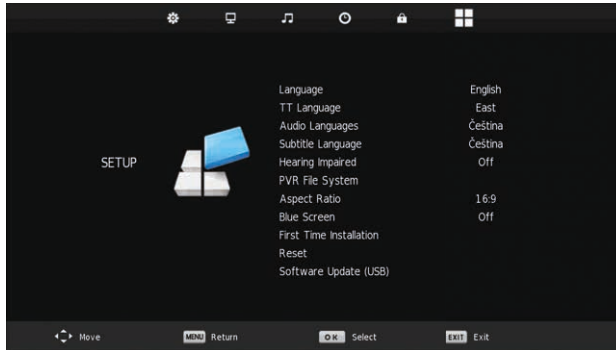 SETUP
Language English
TT Language East
Audio Languages Čeština
Subtitle Language Čeština
Hearing Impaired Off
PVR File System
Aspect Ratio 16:9
Blue Screen Off
First Time Installation
Reset
Software Update (USB)
Move MENU Return OK Select EXIT Exit